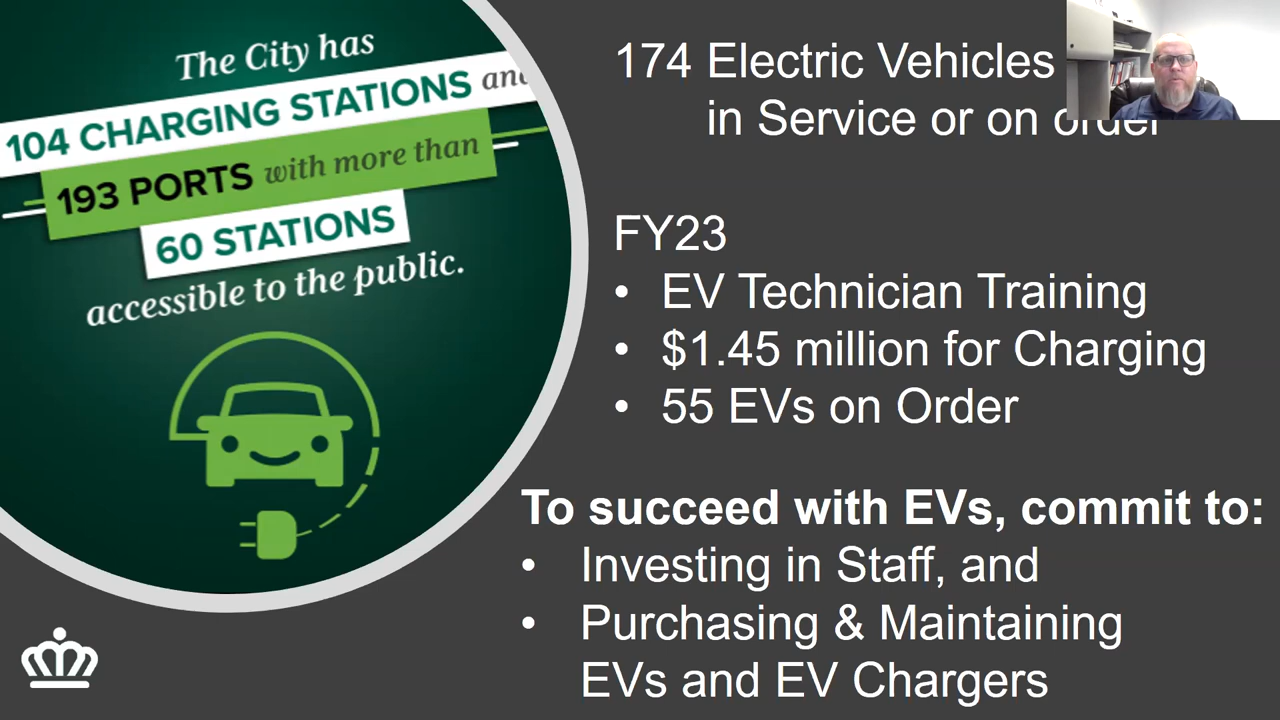 The City has
104 CHARGING STATIONS and
193 PORTS with more than
60 STATIONS
accessible to the public.
174 Electric Vehicles
in Service or on order
FY23
• EV Technician Training
• $1.45 million for Charging
• 55 EVs on Order
To succeed with EVs, commit to:
• Investing in Staff, and
• Purchasing & Maintaining
EVs and EV Chargers